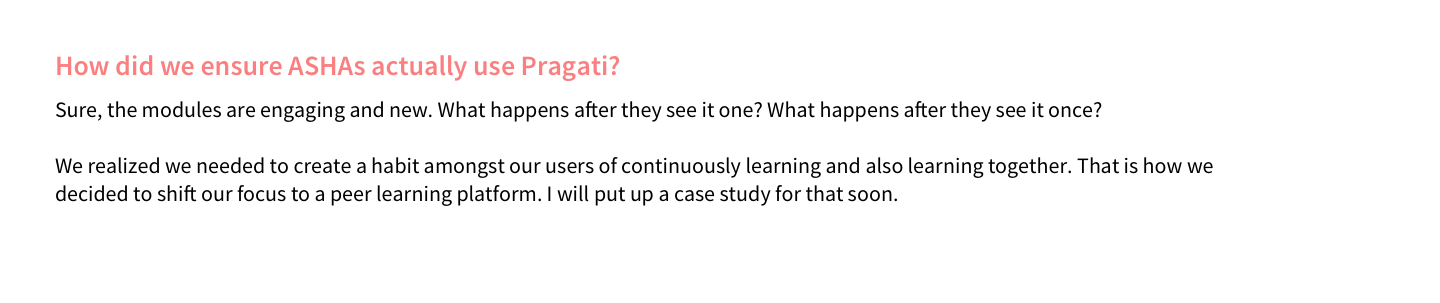 How did we ensure ASHAs actually use Pragati?
Sure, the modules are engaging and new. What happens after they see it one? What happens after they see it once?
We realized we needed to create a habit amongst our users of continuously learning and also learning together. That is how we
decided to shift our focus to a peer learning platform. I will put up a case study for that soon.